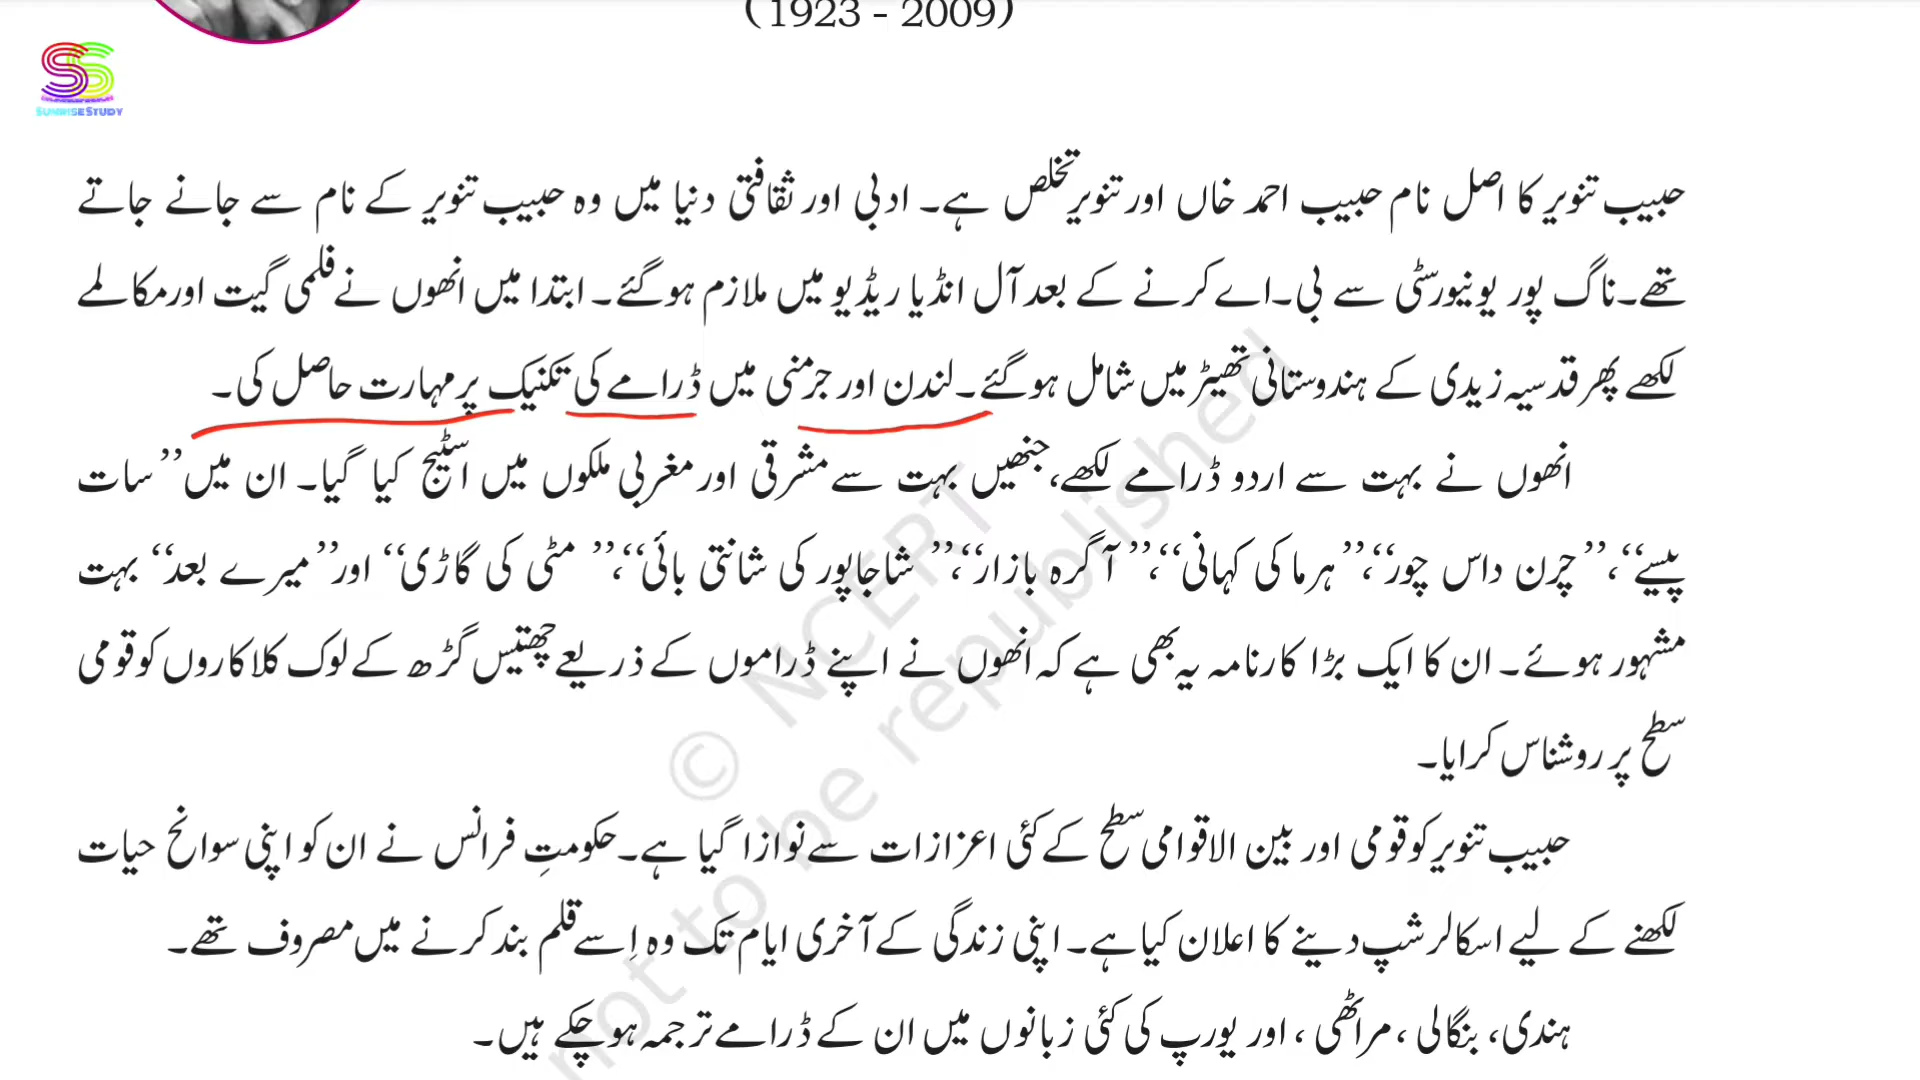 (1923 - 2009)
SS
SUNRISE STUDY
حبیب تنویر کا اصل نام حبیب احمد خاں اور تنویر تخلص ہے۔ ادبی اور ثقافتی دنیا میں وہ حبیب تنویر کے نام سے جانے جاتے
تھے۔ناگ پور یونیورسٹی سے بی۔اے کرنے کے بعد آل انڈیا ریڈیو میں ملازم ہوگئے۔ ابتدا میں انھوں نے فلمی گیت اور مکالمے
لکھے پھر قدسیہ زیدی کے ہندوستانی تھیٹر میں شامل ہوگئے۔ لندن اور جرمنی میں ڈرامے کی تکنیک پر مہارت حاصل کی۔
انھوں نے بہت سے اردو ڈرامے لکھے، جنھیں بہت سے مشرقی اور مغربی ملکوں میں اسٹیج کیا گیا۔ ان میں ’’سات
پیسے‘‘، ’’چرن داس چور‘‘، ’’ہرما کی کہانی‘‘، ’’آگرہ بازار‘‘، ’’شاجاپور کی شانتی بائی‘‘، ’’مٹی کی گاڑی‘‘ اور ’’میرے بعد‘‘ بہت
مشہور ہوئے۔ ان کا ایک بڑا کارنامہ یہ بھی ہے کہ انھوں نے اپنے ڈراموں کے ذریعے چھتیس گڑھ کے لوک کلاکاروں کو قومی
سطح پر روشناس کرایا۔
حبیب تنویر کو قومی اور بین الاقوامی سطح کے کئی اعزازات سے نوازا گیا ہے۔ حکومتِ فرانس نے ان کو اپنی سوانح حیات
لکھنے کے لیے اسکالرشپ دینے کا اعلان کیا ہے۔ اپنی زندگی کے آخری ایام تک وہ اِسے قلم بند کرنے میں مصروف تھے۔
ہندی، بنگالی، مراٹھی، اور یورپ کی کئی زبانوں میں ان کے ڈرامے ترجمہ ہو چکے ہیں۔
© NCERT
not to be republished